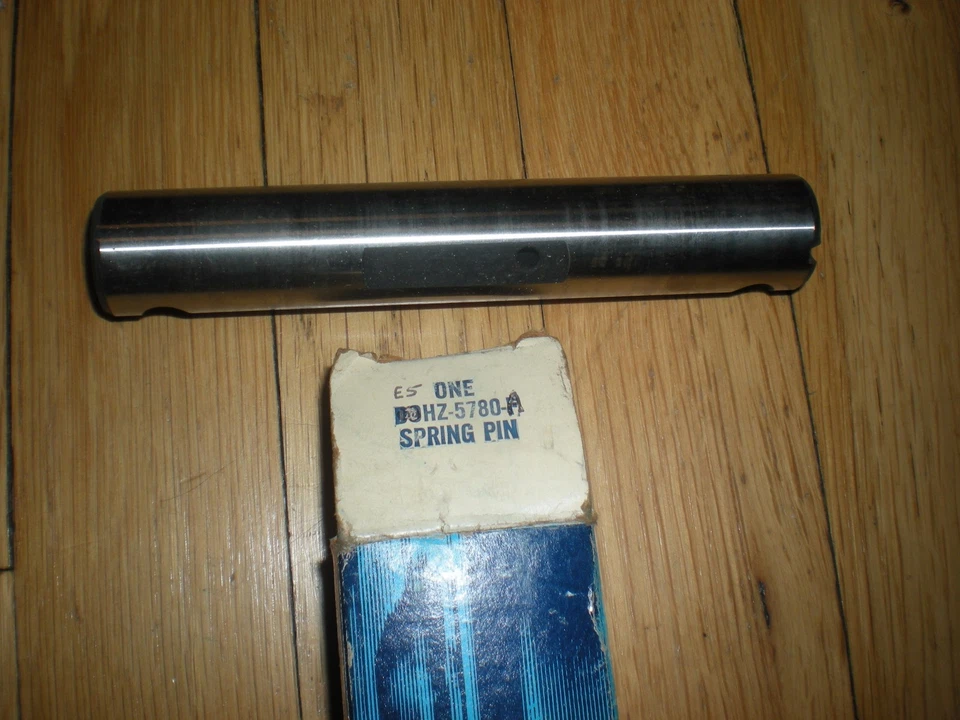 E5 ONE
D0HZ-5780-A
SPRING PIN